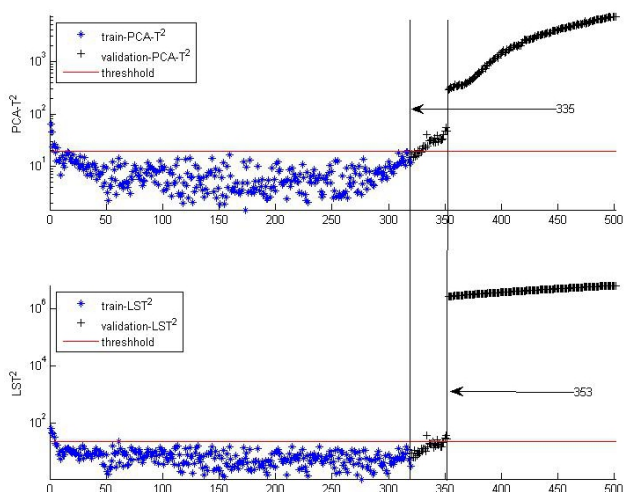 train-PCA-T²
validation-PCA-T²
threshhold
PCA-T²
10³
10²
10¹
335
0 50 100 150 200 250 300 350 400 450 500
train-LST²
validation-LST²
threshhold
LST²
10⁶
10⁴
10²
353
0 50 100 150 200 250 300 350 400 450 500